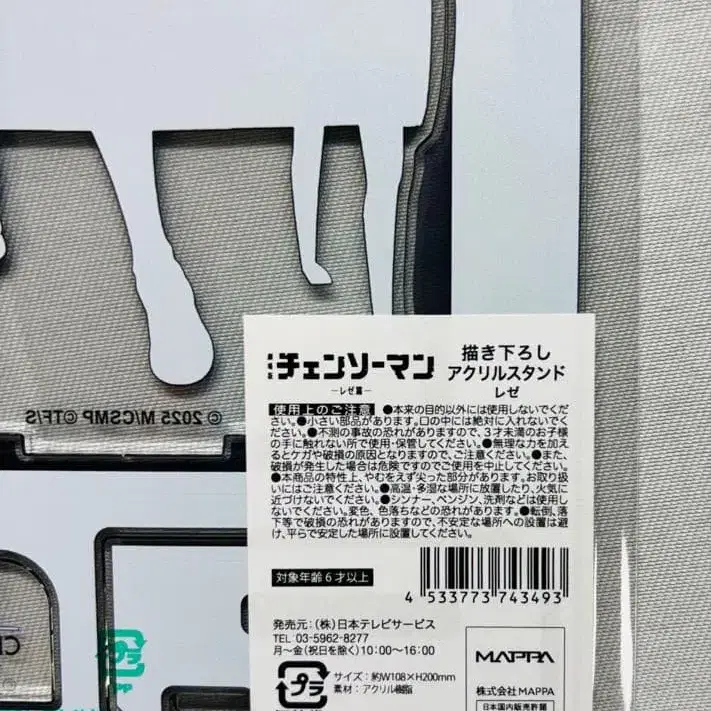 劇場版 チェンソーマン
―レゼ篇―
描き下ろし
アクリルスタンド
レゼ
使用上のご注意 ●本来の目的以外には使用しないでくだ
さい。●小さい部品があります。口の中には絶対に入れないでくだ
さい。●不測の事故の恐れがありますので、3才未満のお子様
の手に触れない所で使用・保管してください。●無理な力を加え
るとケガや破損の原因となりますので、ご注意ください。●また、
破損が発生した場合は危険ですのでご使用を中止してください。
●本商品の特性上、やむをえず尖った部分があります。お取り扱
いにはご注意ください。●高温・多湿な場所に放置したり、火気に
近づけないでください。●シンナー、ベンジン、洗剤などは使用し
ないでください。変色、色落ちなどの恐れがあります。●転倒、落
下等で破損の恐れがありますので、不安定な場所への設置は避
け、平らで安定した場所に設置してください。
対象年齢6才以上
4 533773 743493
発売元:(株)日本テレビサービス
TEL 03-5962-8277
月～金(祝日を除く)10:00～16:00
プラ
サイズ:約W108×H200mm
素材:アクリル樹脂
MAPPA
株式会社MAPPA
日本国内販売許諾
© 2025 M/CSMP ©TF/S
プラ